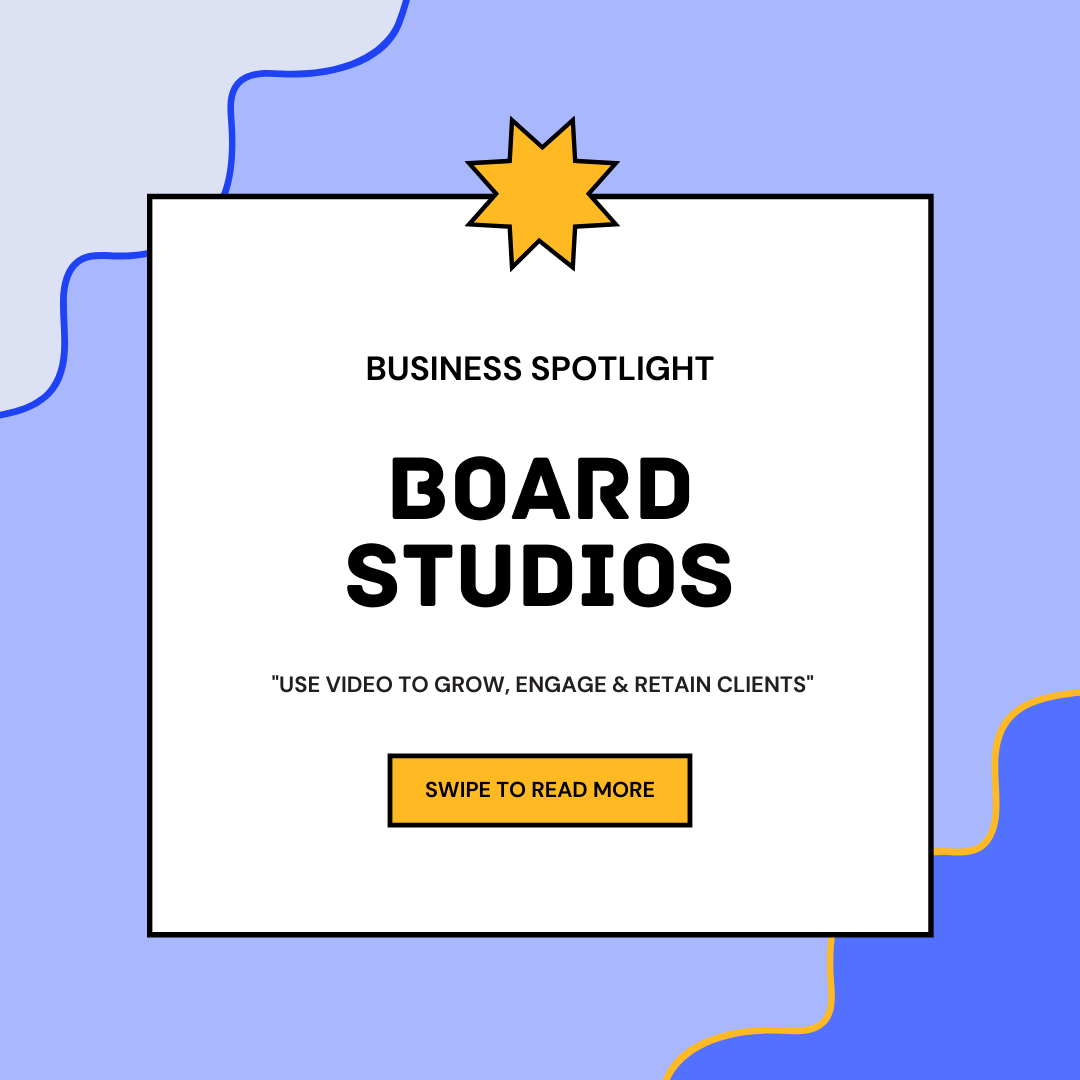 BUSINESS SPOTLIGHT
BOARD
STUDIOS
"USE VIDEO TO GROW, ENGAGE & RETAIN CLIENTS"
SWIPE TO READ MORE